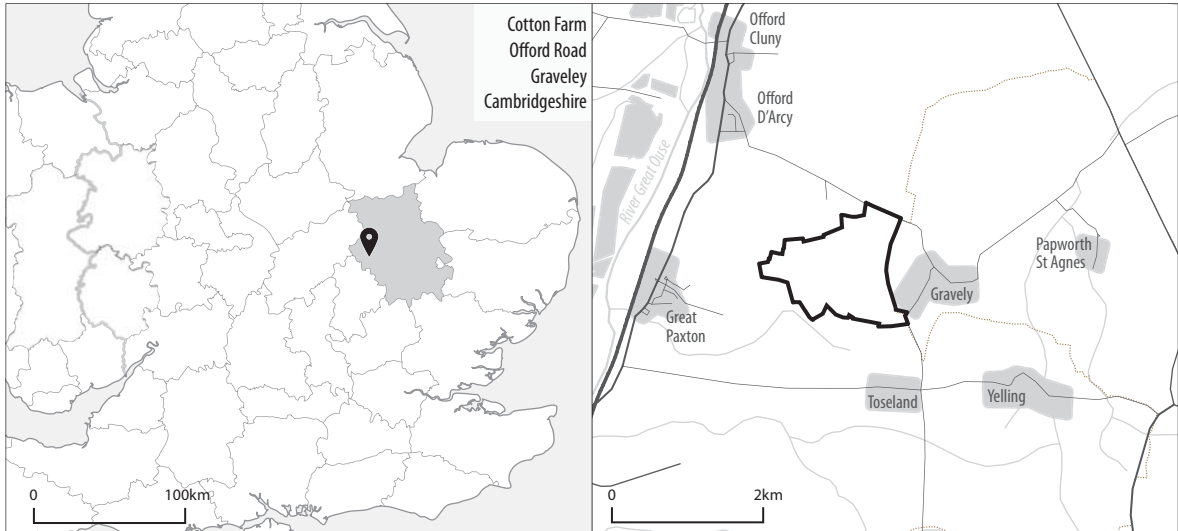 Cotton Farm
Offord Road
Graveley
Cambridgeshire
0
100km
Offord
Cluny
Offord
D'Arcy
River Great Ouse
Papworth
St Agnes
Gravely
Great
Paxton
Toseland
Yelling
0
2km